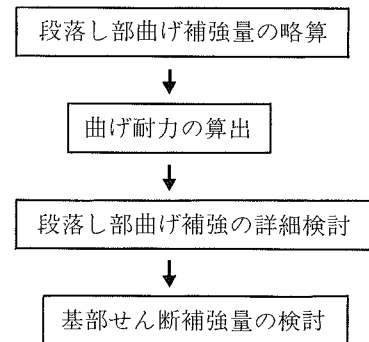 段落し部曲げ補強量の略算
曲げ耐力の算出
段落し部曲げ補強の詳細検討
基部せん断補強量の検討